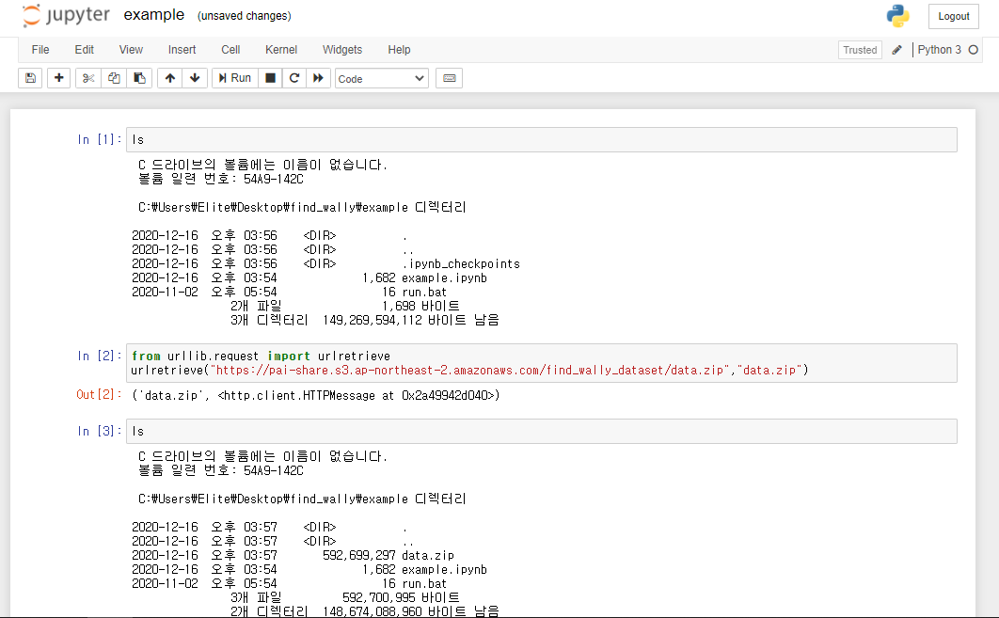 jupyter example (unsaved changes) Logout
File Edit View Insert Cell Kernel Widgets Help Trusted Python 3
Run Code
In [1]: ls
C 드라이브의 볼륨에는 이름이 없습니다.
볼륨 일련 번호: 54A9-142C
C:₩Users₩Elite₩Desktop₩find_wally₩example 디렉터리
2020-12-16 오후 03:56 <DIR> .
2020-12-16 오후 03:56 <DIR> ..
2020-12-16 오후 03:56 <DIR> .ipynb_checkpoints
2020-12-16 오후 03:54 1,682 example.ipynb
2020-11-02 오후 05:54 16 run.bat
2개 파일 1,698 바이트
3개 디렉터리 149,269,594,112 바이트 남음
In [2]: from urllib.request import urlretrieve
urlretrieve("https://pai-share.s3.ap-northeast-2.amazonaws.com/find_wally_dataset/data.zip","data.zip")
Out[2]: ('data.zip', <http.client.HTTPMessage at 0x2a49942d040>)
In [3]: ls
C 드라이브의 볼륨에는 이름이 없습니다.
볼륨 일련 번호: 54A9-142C
C:₩Users₩Elite₩Desktop₩find_wally₩example 디렉터리
2020-12-16 오후 03:57 <DIR> .
2020-12-16 오후 03:57 <DIR> ..
2020-12-16 오후 03:57 592,699,297 data.zip
2020-12-16 오후 03:54 1,682 example.ipynb
2020-11-02 오후 05:54 16 run.bat
3개 파일 592,700,995 바이트
2개 디렉터리 148,674,088,960 바이트 남음